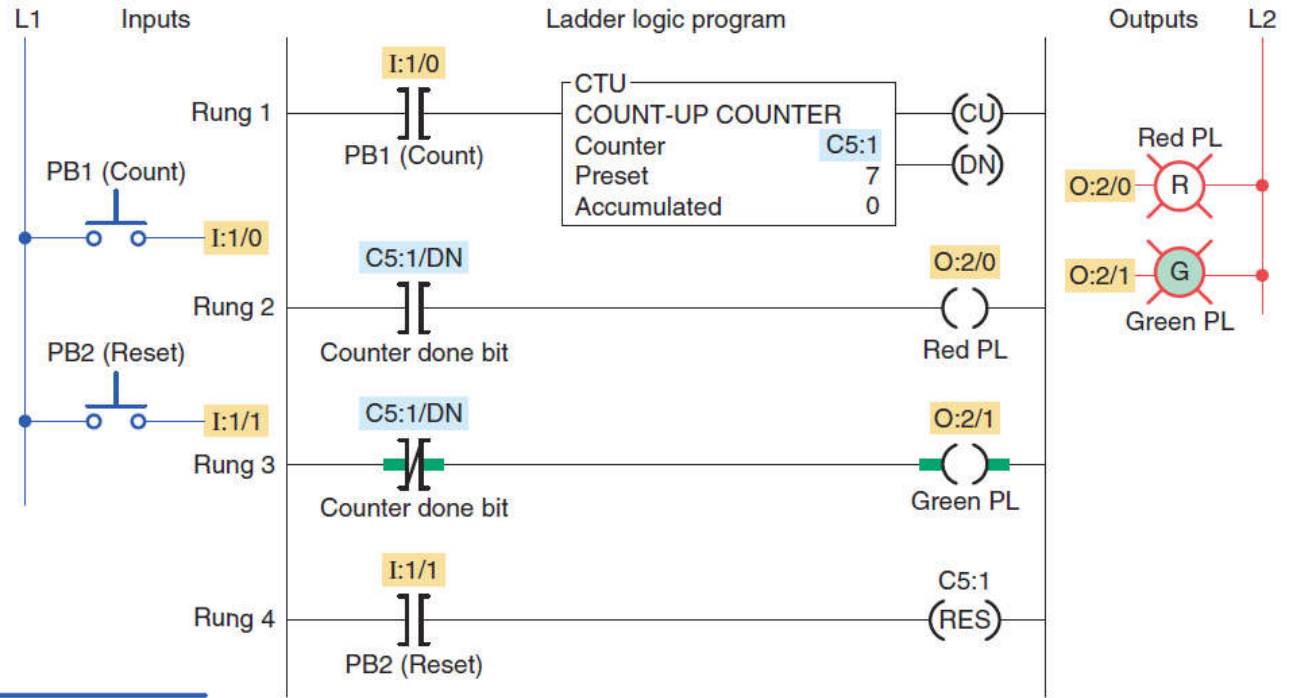 L1 Inputs Ladder logic program Outputs L2
I:1/0
CTU
Rung 1
COUNT-UP COUNTER
CU
Counter C5:1
PB1 (Count)
Preset 7
DN
Accumulated 0
PB1 (Count)
I:1/0
Red PL
O:2/0 R
C5:1/DN
O:2/0
O:2/1 G
Green PL
Rung 2
Counter done bit
Red PL
PB2 (Reset)
I:1/1
C5:1/DN
O:2/1
Rung 3
Counter done bit
Green PL
I:1/1
C5:1
Rung 4
RES
PB2 (Reset)